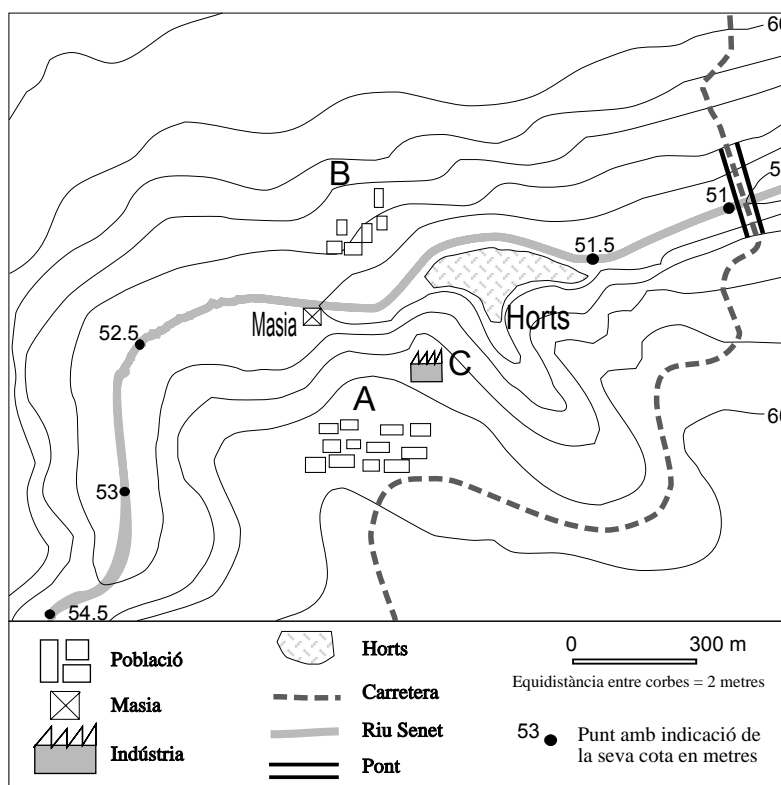 60
B
5
51
51.5
Masia
Horts
52.5
C
A
60
53
54.5
Població
Masia
Indústria
Horts
Carretera
Riu Senet
Pont
0 300 m
Equidistància entre corbes = 2 metres
53 Punt amb indicació de
la seva cota en metres